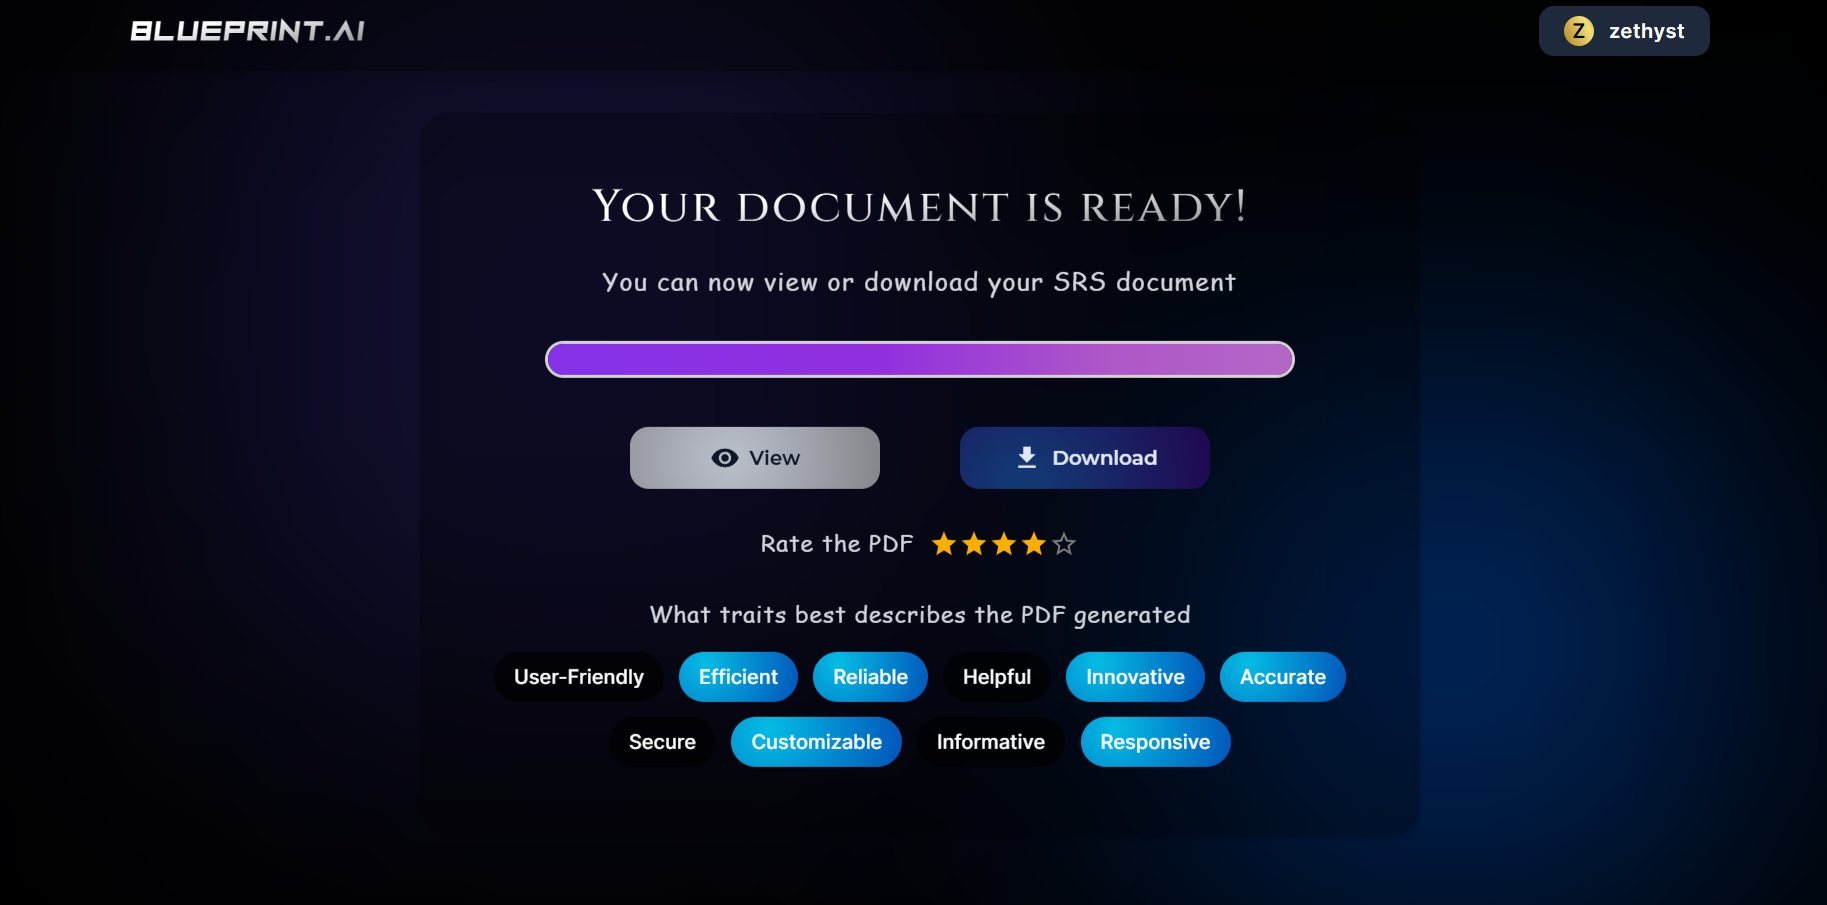 BLUEPRINT.AI
Z zethyst
Your document is ready!
You can now view or download your SRS document
View
Download
Rate the PDF
What traits best describes the PDF generated
User-Friendly Efficient Reliable Helpful Innovative Accurate
Secure Customizable Informative Responsive